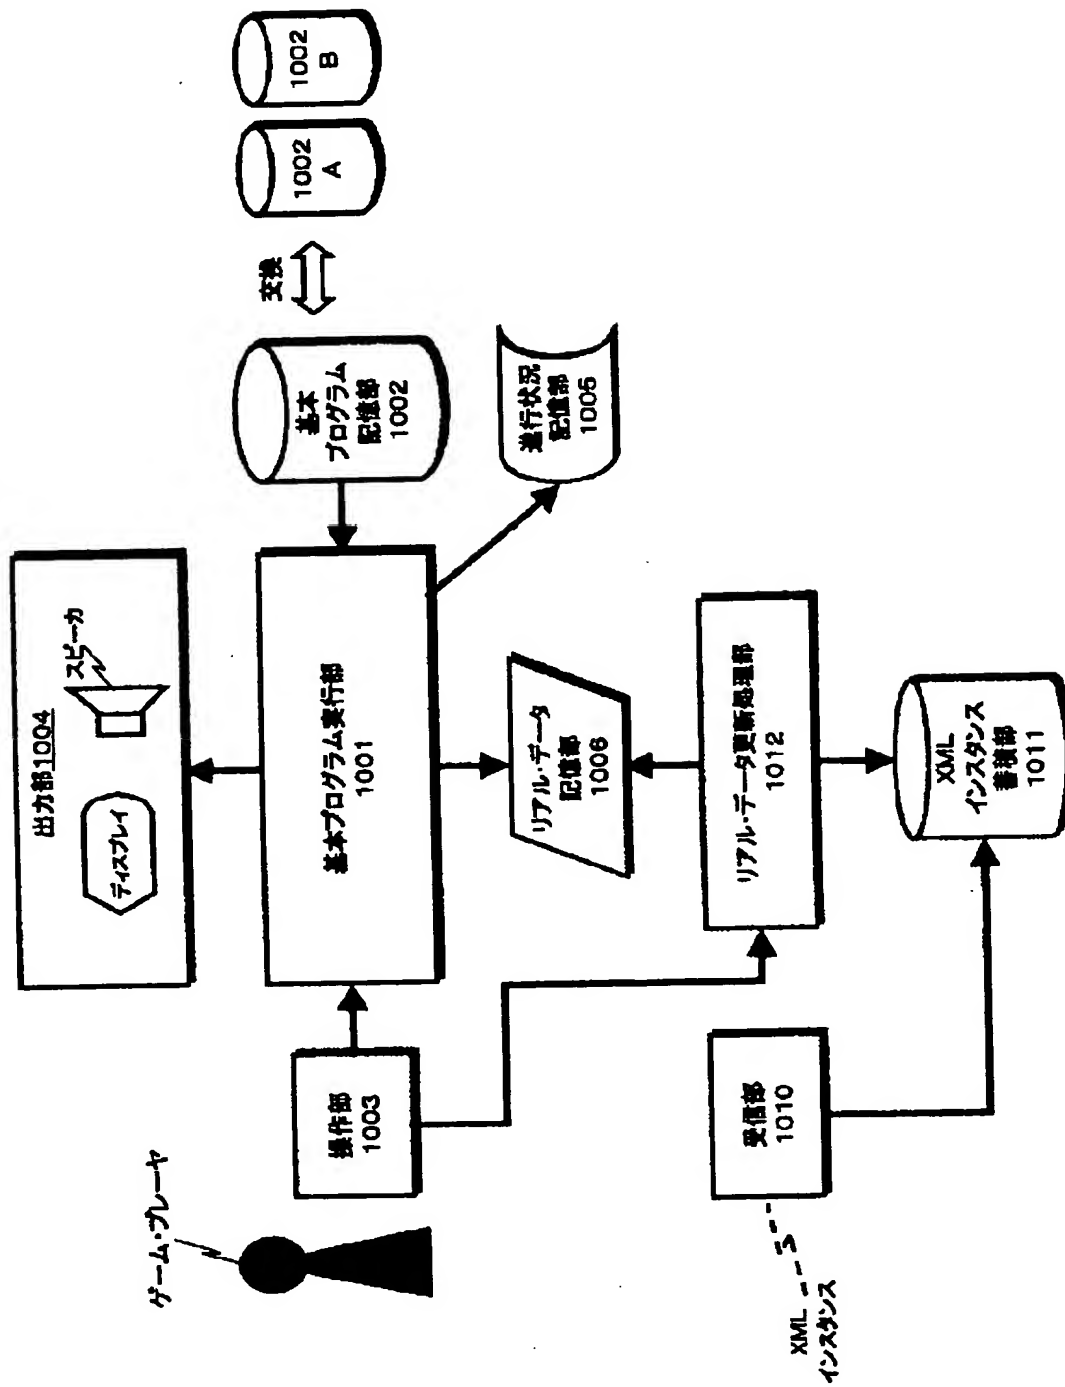 出力部1004
ディスプレイ
スピーカ
ゲーム・プレーヤ
操作部
1003
基本プログラム実行部
1001
基本
プログラム
記憶部
1002
交換
1002
A
1002
B
リアル・データ
記憶部
1006
進行状況
記憶部
1005
XML
インスタンス
受信部
1010
リアル・データ更新処理部
1012
XML
インスタンス
蓄積部
1011